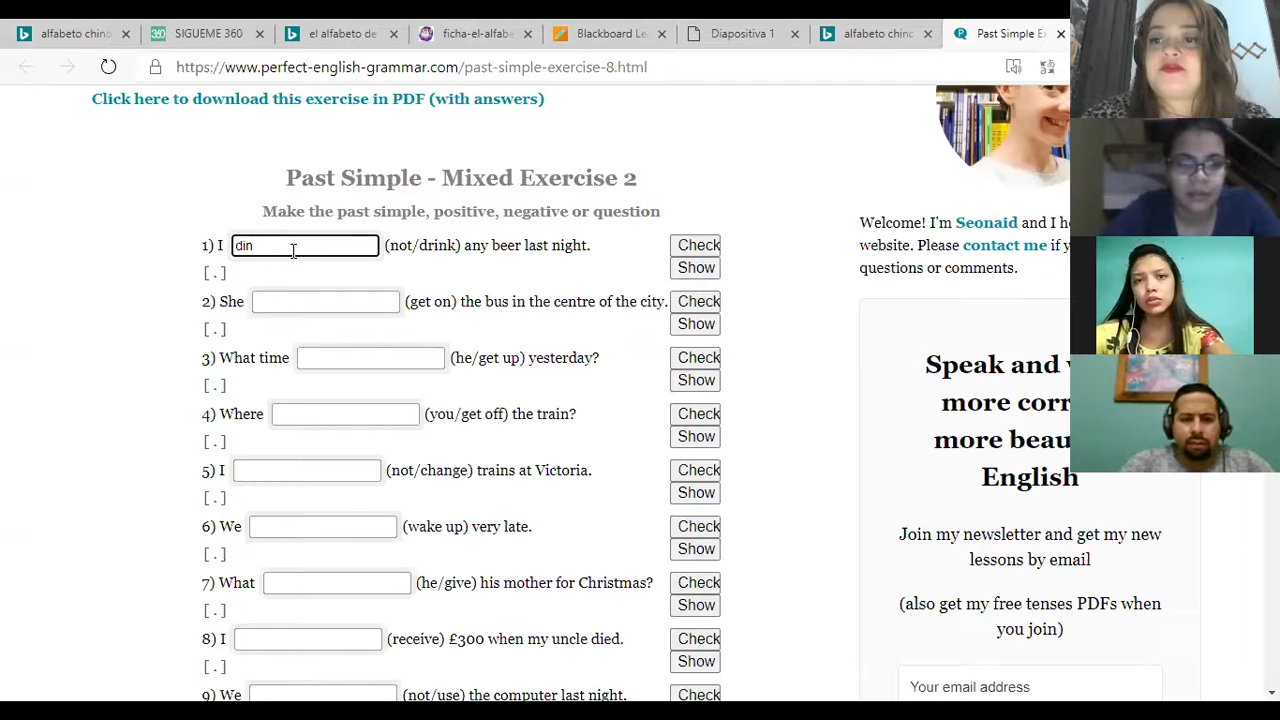 alfabeto chino
SIGUEME 360
el alfabeto de
ficha-el-alfabe
Blackboard Le
Diapositiva 1
alfabeto chino
Past Simple Ex
https://www.perfect-english-grammar.com/past-simple-exercise-8.html
Click here to download this exercise in PDF (with answers)
Past Simple - Mixed Exercise 2
Make the past simple, positive, negative or question
1) I din (not/drink) any beer last night. Check
[ . ] Show
2) She (get on) the bus in the centre of the city. Check
[ . ] Show
3) What time (he/get up) yesterday? Check
[ . ] Show
4) Where (you/get off) the train? Check
[ . ] Show
5) I (not/change) trains at Victoria. Check
[ . ] Show
6) We (wake up) very late. Check
[ . ] Show
7) What (he/give) his mother for Christmas? Check
[ . ] Show
8) I (receive) £300 when my uncle died. Check
[ . ] Show
9) We (not/use) the computer last night. Check
Welcome! I'm Seonaid and I h
website. Please contact me if y
questions or comments.
Speak and
more corr
more beau
English
Join my newsletter and get my new
lessons by email
(also get my free tenses PDFs when
you join)
Your email address